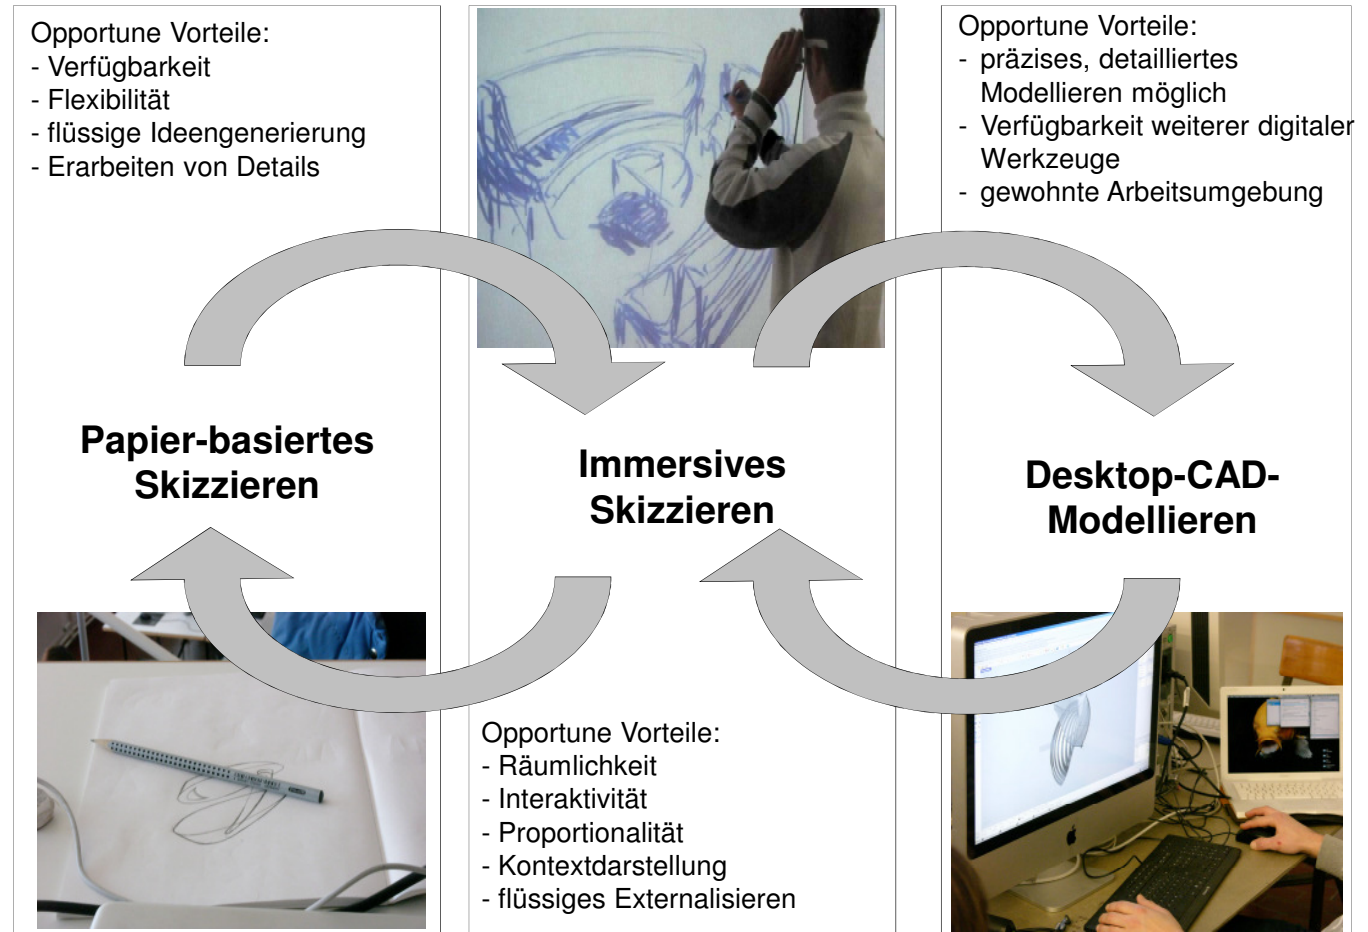 Opportune Vorteile:
- Verfügbarkeit
- Flexibilität
- flüssige Ideengenerierung
- Erarbeiten von Details
Papier-basiertes
Skizzieren
Immersives
Skizzieren
Opportune Vorteile:
- Räumlichkeit
- Interaktivität
- Proportionalität
- Kontextdarstellung
- flüssiges Externalisieren
Opportune Vorteile:
- präzises, detailliertes
Modellieren möglich
- Verfügbarkeit weiterer digitaler
Werkzeuge
- gewohnte Arbeitsumgebung
Desktop-CAD-
Modellieren